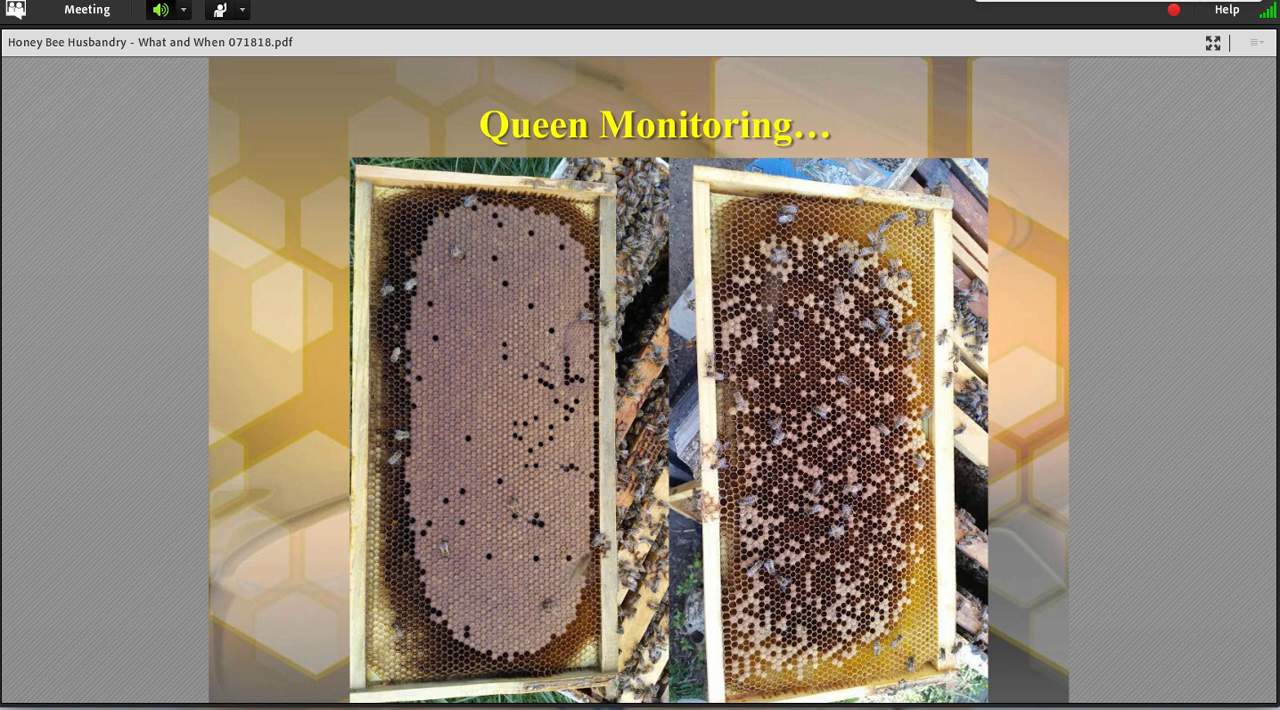 Meeting
Help
Honey Bee Husbandry - What and When 071818.pdf
Queen Monitoring...